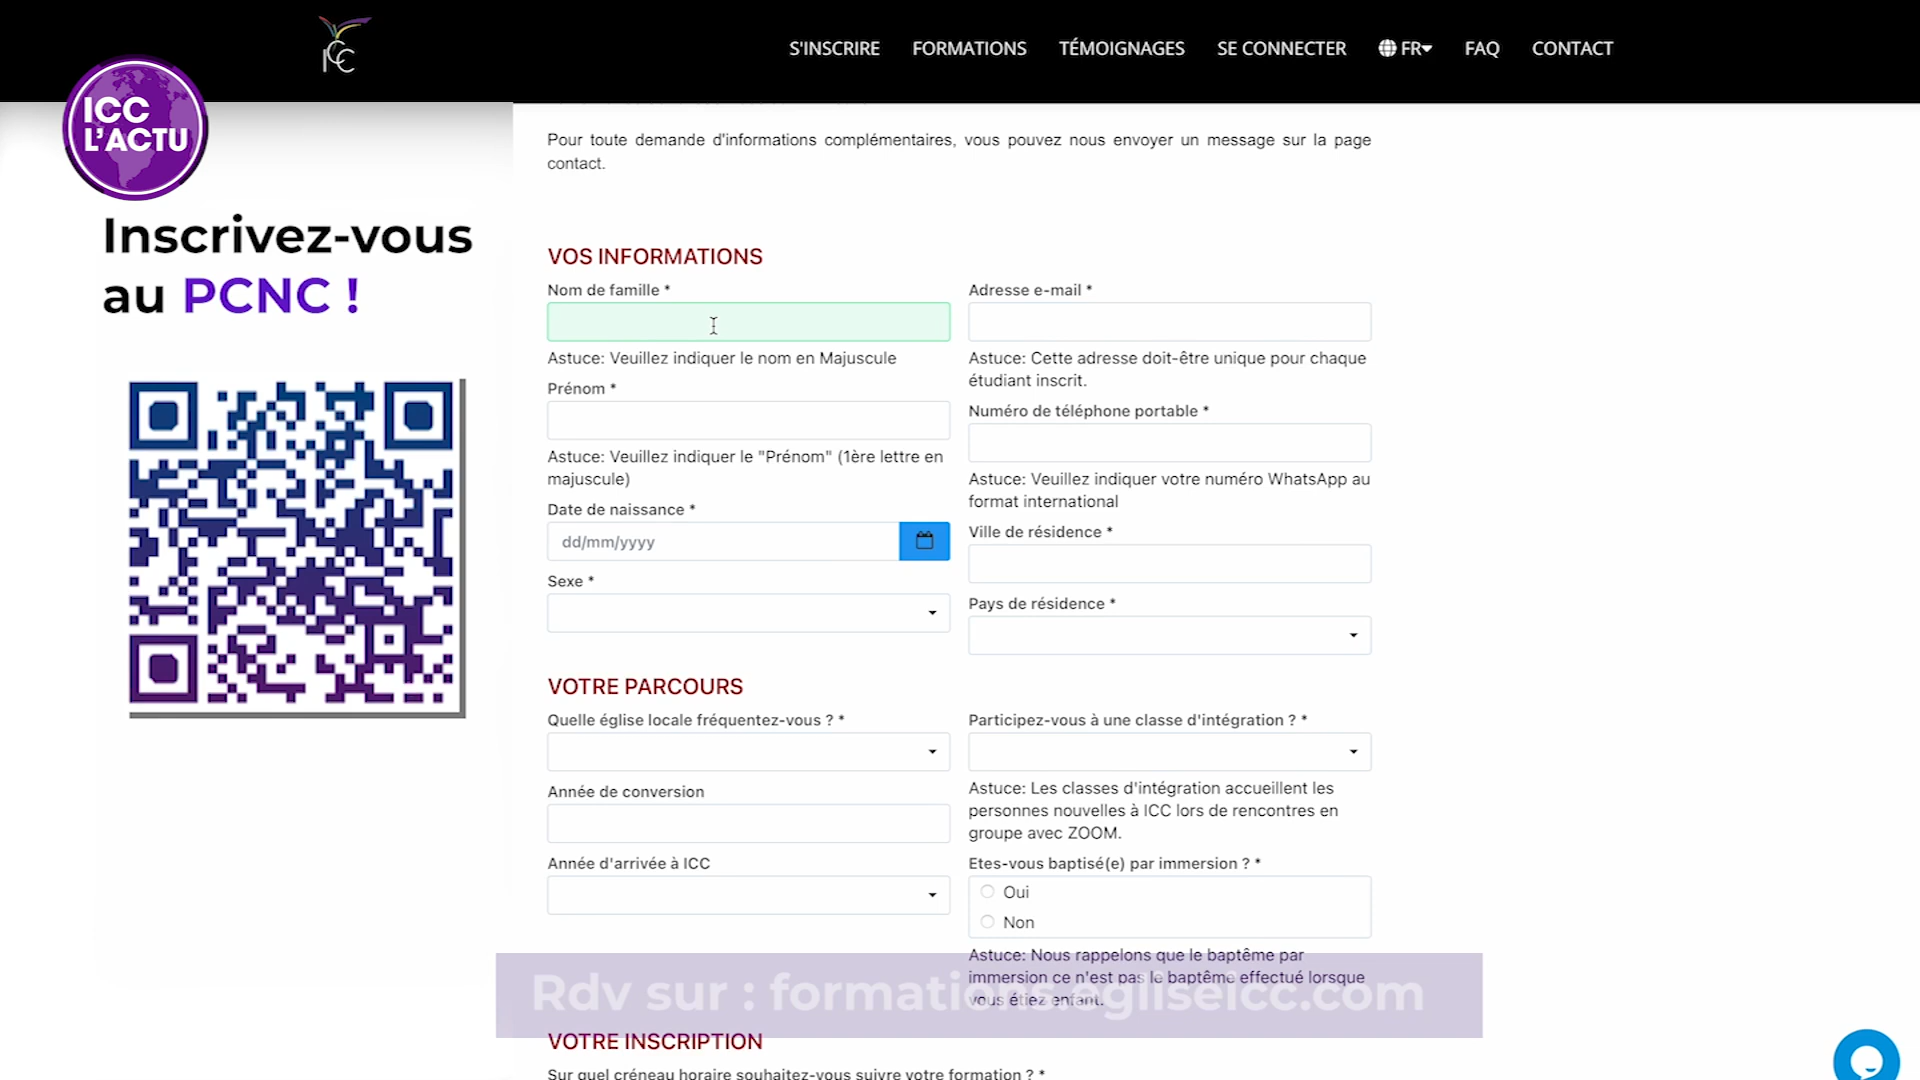 ICC
S'INSCRIRE
FORMATIONS
TÉMOIGNAGES
SE CONNECTER
FR
FAQ
CONTACT
ICC
L'ACTU
Inscrivez-vous
au PCNC !
Pour toute demande d'informations complémentaires, vous pouvez nous envoyer un message sur la page
contact.
VOS INFORMATIONS
Nom de famille *
Astuce: Veuillez indiquer le nom en Majuscule
Prénom *
Astuce: Veuillez indiquer le "Prénom" (1ère lettre en
majuscule)
Date de naissance *
dd/mm/yyyy
Sexe *
Adresse e-mail *
Astuce: Cette adresse doit-être unique pour chaque
étudiant inscrit.
Numéro de téléphone portable *
Astuce: Veuillez indiquer votre numéro WhatsApp au
format international
Ville de résidence *
Pays de résidence *
VOTRE PARCOURS
Quelle église locale fréquentez-vous ? *
Année de conversion
Année d'arrivée à ICC
Participez-vous à une classe d'intégration ? *
Astuce: Les classes d'intégration accueillent les
personnes nouvelles à ICC lors de rencontres en
groupe avec ZOOM.
Etes-vous baptisé(e) par immersion ? *
Oui
Non
Astuce: Nous rappelons que le baptême par
immersion ce n'est pas le baptême effectué lorsque
vous étiez enfant.
Rdv sur : formations.egliseicc.com
VOTRE INSCRIPTION
Sur quel créneau horaire souhaitez-vous suivre votre formation ? *